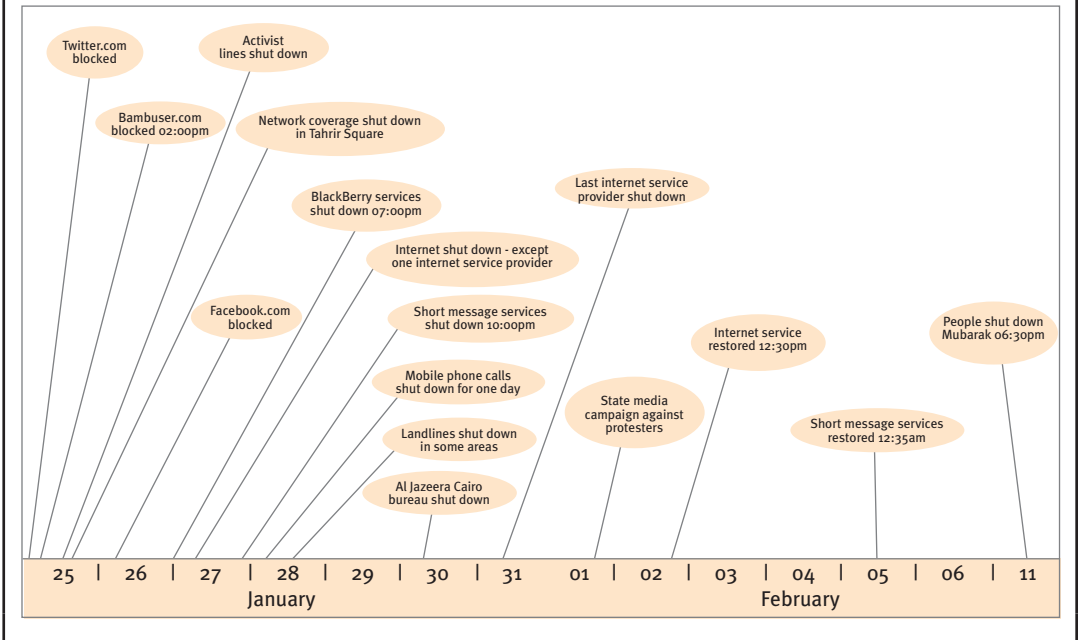 Twitter.com
blocked
Activist
lines shut down
Bambuser.com
blocked 02:00pm
Network coverage shut down
in Tahrir Square
Last internet service
provider shut down
BlackBerry services
shut down 07:00pm
Internet shut down - except
one internet service provider
Facebook.com
blocked
Short message services
shut down 10:00pm
Internet service
restored 12:30pm
People shut down
Mubarak 06:30pm
Mobile phone calls
shut down for one day
State media
campaign against
protesters
Landlines shut down
in some areas
Short message services
restored 12:35am
Al Jazeera Cairo
bureau shut down
25 | 26 | 27 | 28 | 29 | 30 | 31 01 | 02 | 03 | 04 | 05 | 06 | 11
January February